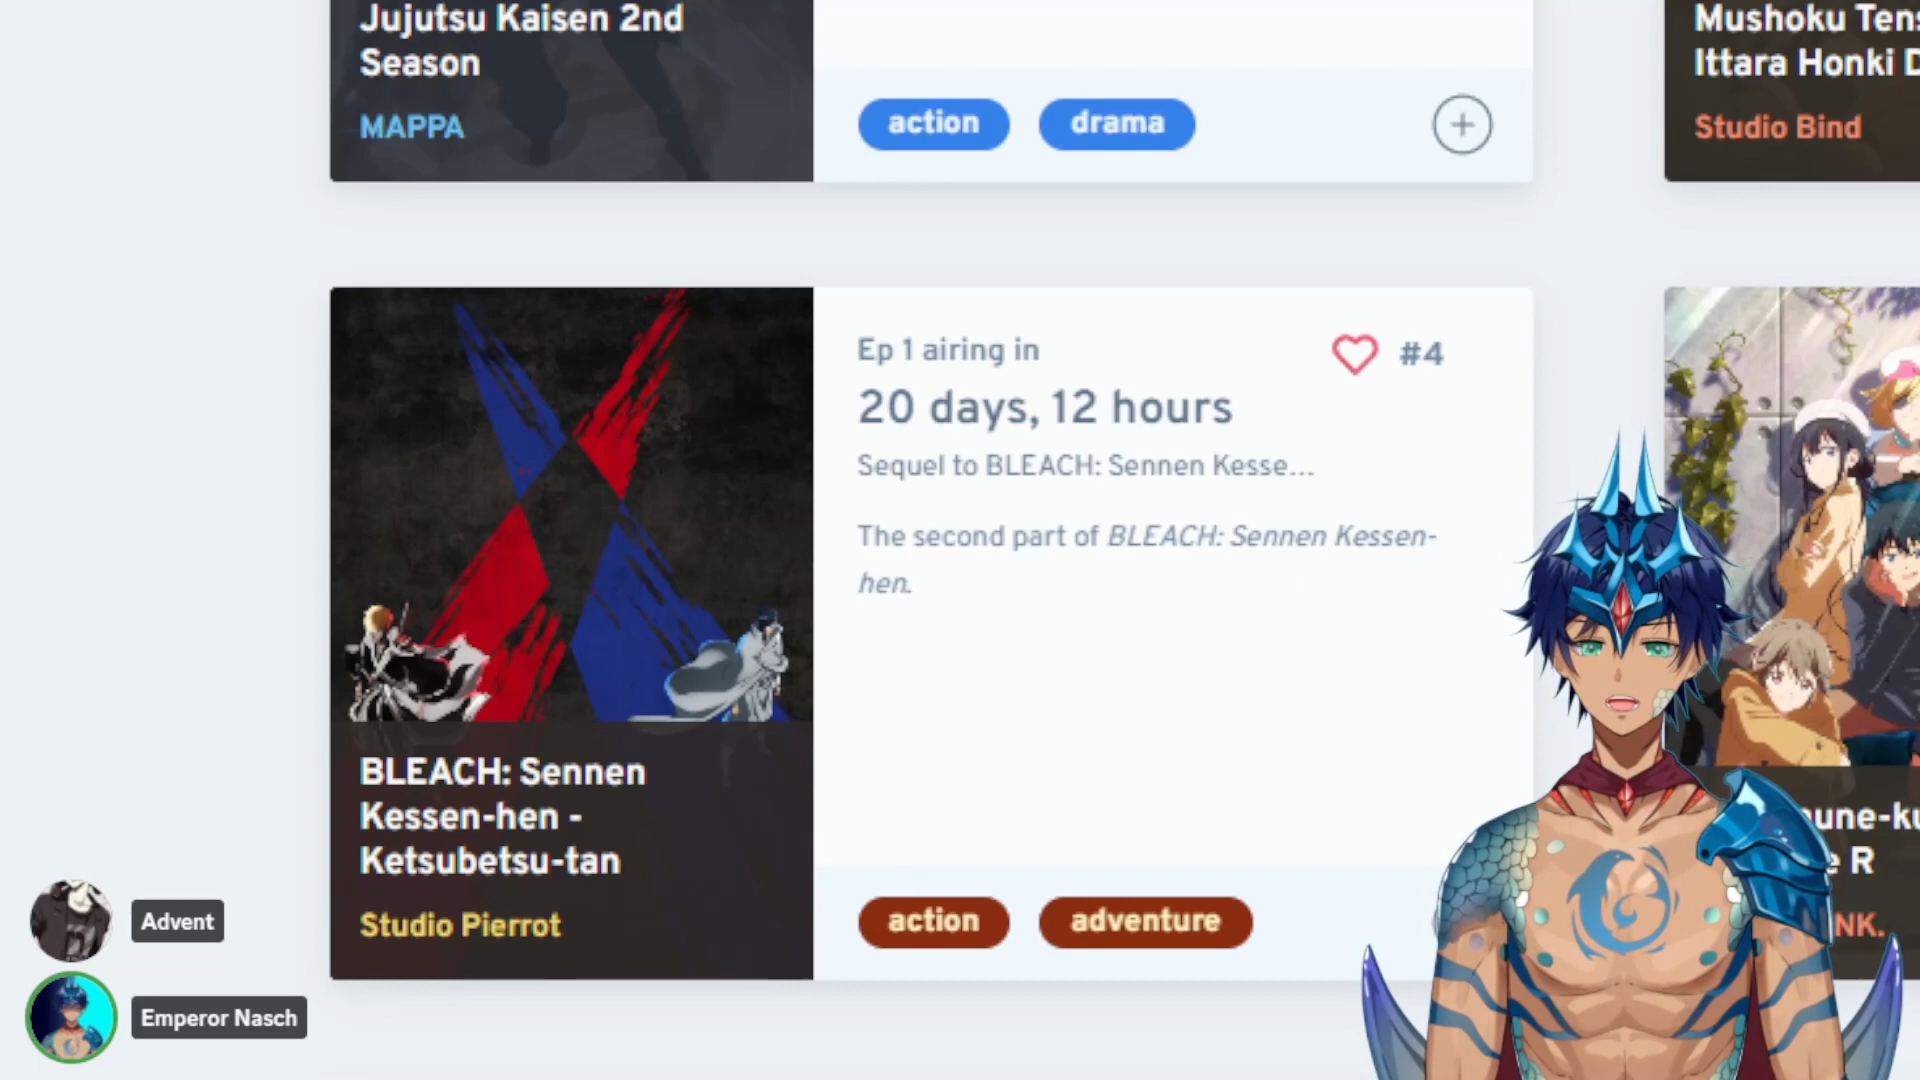 Jujutsu Kaisen 2nd
Season
MAPPA
action
drama
Mushoku Tens
Ittara Honki D
Studio Bind
Ep 1 airing in
#4
20 days, 12 hours
Sequel to BLEACH: Sennen Kesse...
The second part of BLEACH: Sennen Kessen-
hen.
BLEACH: Sennen
Kessen-hen -
Ketsubetsu-tan
Studio Pierrot
action
adventure
une-ku
e R
NK.
Advent
Emperor Nasch